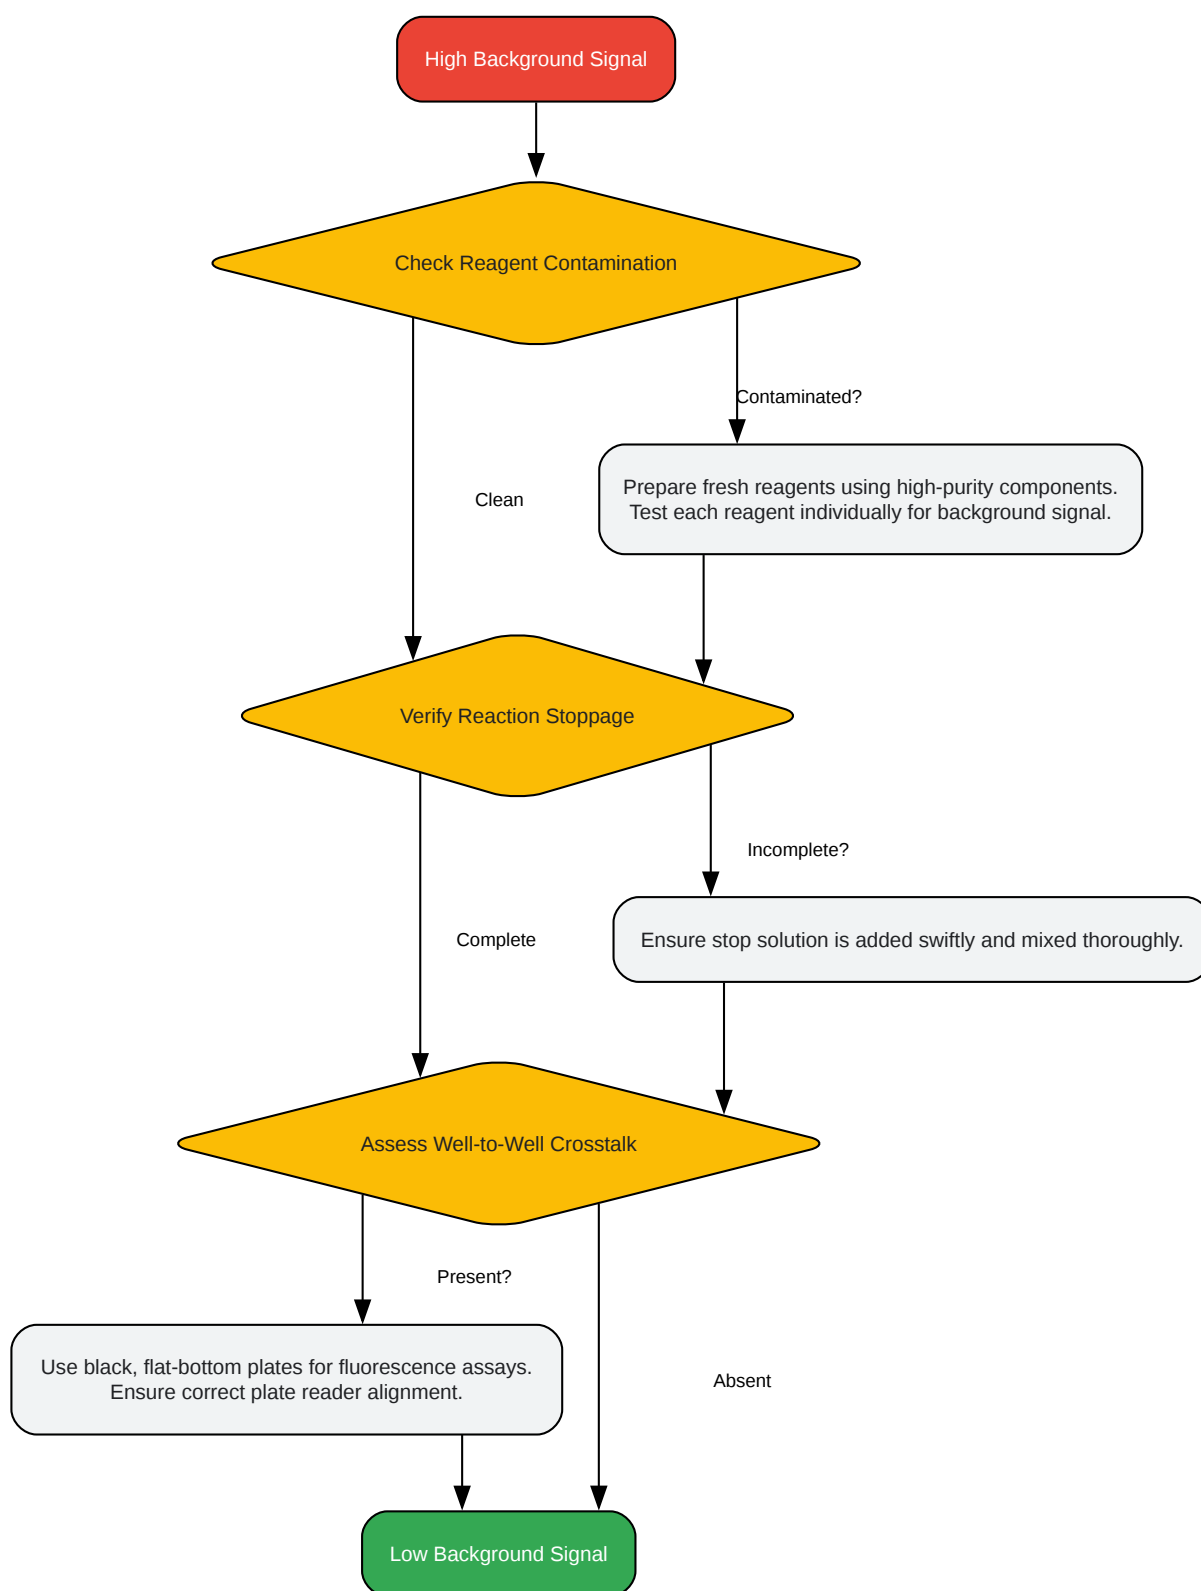 High Background Signal
Check Reagent Contamination
Contaminated?
Prepare fresh reagents using high-purity components.
Test each reagent individually for background signal.
Clean
Verify Reaction Stoppage
Incomplete?
Ensure stop solution is added swiftly and mixed thoroughly.
Complete
Assess Well-to-Well Crosstalk
Present?
Use black, flat-bottom plates for fluorescence assays.
Ensure correct plate reader alignment.
Absent
Low Background Signal